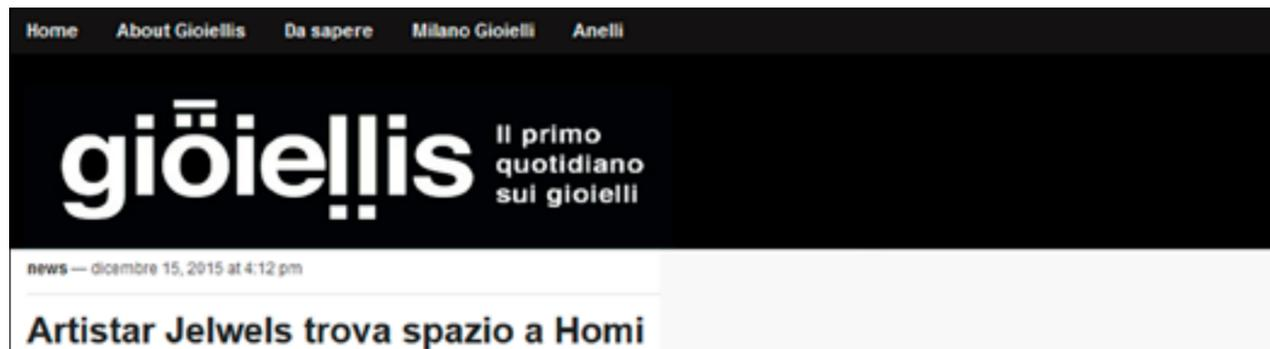 Home About Gioiellis Da sapere Milano Gioielli Anelli
gioiellis
Il primo
quotidiano
sui gioielli
news — dicembre 15, 2015 at 4:12 pm
Artistar Jelwels trova spazio a Homi